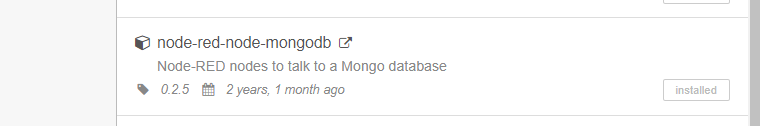 node-red-node-mongodb
Node-RED nodes to talk to a Mongo database
0.2.5 2 years, 1 month ago
installed